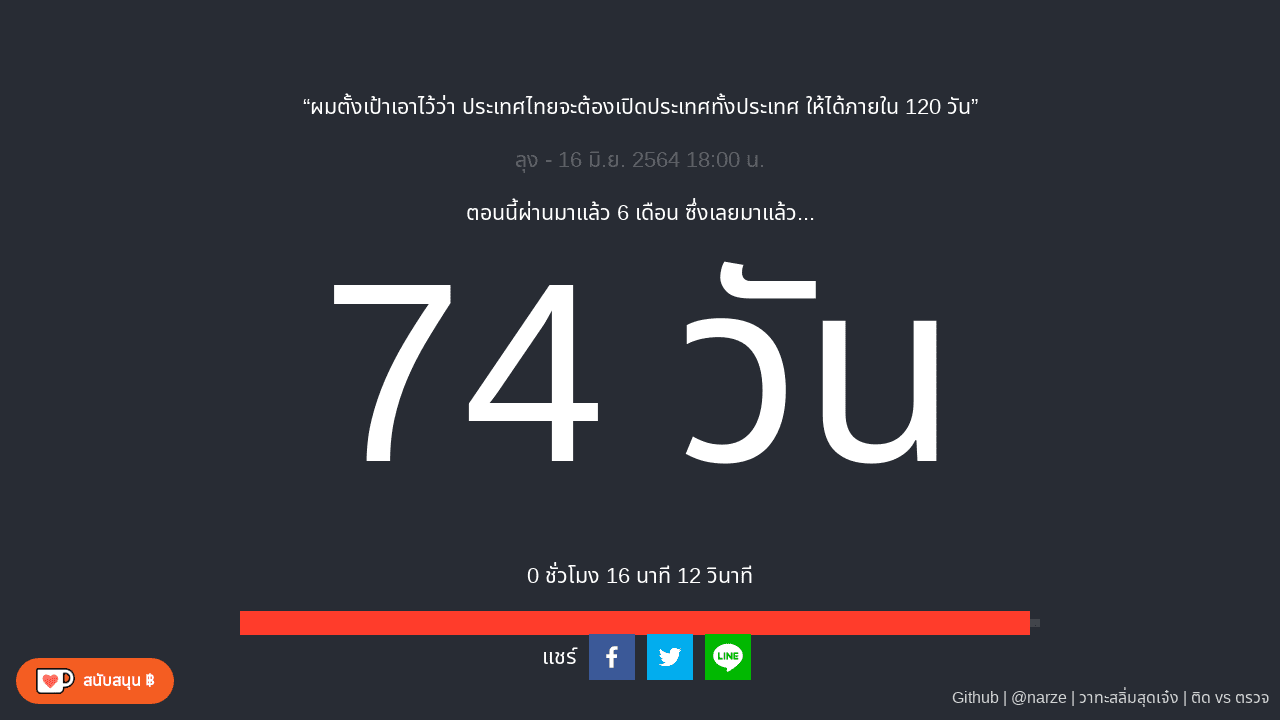 “ผมตั้งเป้าเอาไว้ว่า ประเทศไทยจะต้องเปิดประเทศทั้งประเทศ ให้ได้ภายใน 120 วัน”
ลุง - 16 มิ.ย. 2564 18:00 น.
ตอนนี้ผ่านมาแล้ว 6 เดือน ซึ่งเลยมาแล้ว...
74 วัน
0 ชั่วโมง 16 นาที 12 วินาที
แชร์
LINE
สนับสนุน ฿
Github | @narze | วาทะสลิ่มสุดเจ๋ง | ติด vs ตรวจ